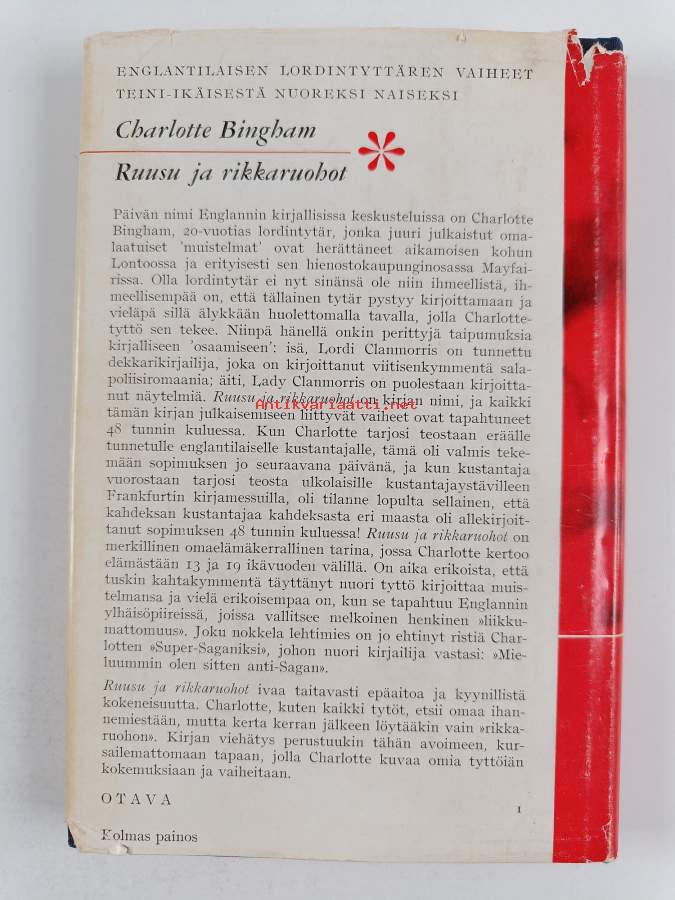 ENGLANTILAISEN LORDINTYTTÄREN VAIHEET
TEINI-IKÄISESTÄ NUOREKSI NAISEKSI
Charlotte Bingham
Ruusu ja rikkaruohot
Päivän nimi Englannin kirjallisissa keskusteluissa on Charlotte
Bingham, 20-vuotias lordintytär, jonka juuri julkaistut oma-
laatuiset 'muistelmat' ovat herättäneet aikamoisen kohun
Lontoossa ja erityisesti sen hienostokaupunginosassa Mayfai-
rissa. Olla lordintytär ei nyt sinänsä ole niin ihmeellistä, ih-
meellisempää on, että tällainen tytär pystyy kirjoittamaan ja
vieläpä sillä älykkään huolettomalla tavalla, jolla Charlotte-
tyttö sen tekee. Niinpä hänellä onkin perittyjä taipumuksia
kirjalliseen 'osaamiseen': isä, Lordi Clanmorris on tunnettu
dekkarikirjailija, joka on kirjoittanut viitisenkymmentä sala-
poliisiromaania; äiti, Lady Clanmorris on puolestaan kirjoitta-
nut näytelmiä. Ruusu ja rikkaruohot on kirjan nimi, ja kaikki
Antikvariaatti.net
tämän kirjan julkaisemiseen liittyvät vaiheet ovat tapahtuneet
48 tunnin kuluessa. Kun Charlotte tarjosi teostaan eräälle
tunnetulle englantilaiselle kustantajalle, tämä oli valmis teke-
mään sopimuksen jo seuraavana päivänä, ja kun kustantaja
vuorostaan tarjosi teosta ulkolaisille kustantajaystävilleen
Frankfurtin kirjamessuilla, oli tilanne lopulta sellainen, että
kahdeksan kustantajaa kahdeksasta eri maasta oli allekirjoit-
tanut sopimuksen 48 tunnin kuluessa! Ruusu ja rikkaruohot on
merkillinen omaelämäkerrallinen tarina, jossa Charlotte kertoo
elämästään 13 ja 19 ikävuoden välillä. On aika erikoista, että
tuskin kahtakymmentä täyttänyt nuori tyttö kirjoittaa muis-
telmansa ja vielä erikoisempaa on, kun se tapahtuu Englannin
ylhäisöpiireissä, joissa vallitsee melkoinen henkinen »liikku-
mattomuus». Joku nokkela lehtimies on jo ehtinyt ristiä Char-
lotten »Super-Saganiksi», johon nuori kirjailija vastasi: »Mie-
luummin olen sitten anti-Sagan».
Ruusu ja rikkaruohot ivaa taitavasti epäaitoa ja kyynillistä
kokeneisuutta. Charlotte, kuten kaikki tytöt, etsii omaa ihan-
nemiestään, mutta kerta kerran jälkeen löytääkin vain »rikka-
ruohon». Kirjan viehätys perustuukin tähän avoimeen, kur-
sailemattomaan tapaan, jolla Charlotte kuvaa omia tyttöiän
kokemuksiaan ja vaiheitaan.
OTAVA
1
Kolmas painos